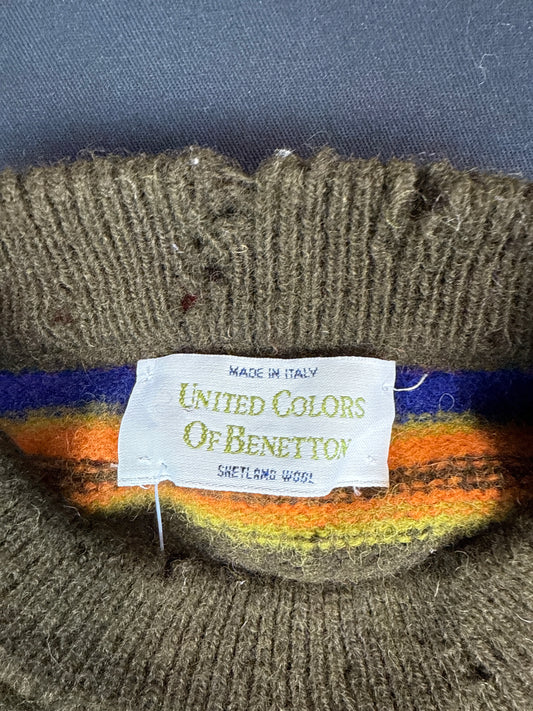 MADE IN ITALY
UNITED COLORS
OF BENETTON
SHETLAND WOOL